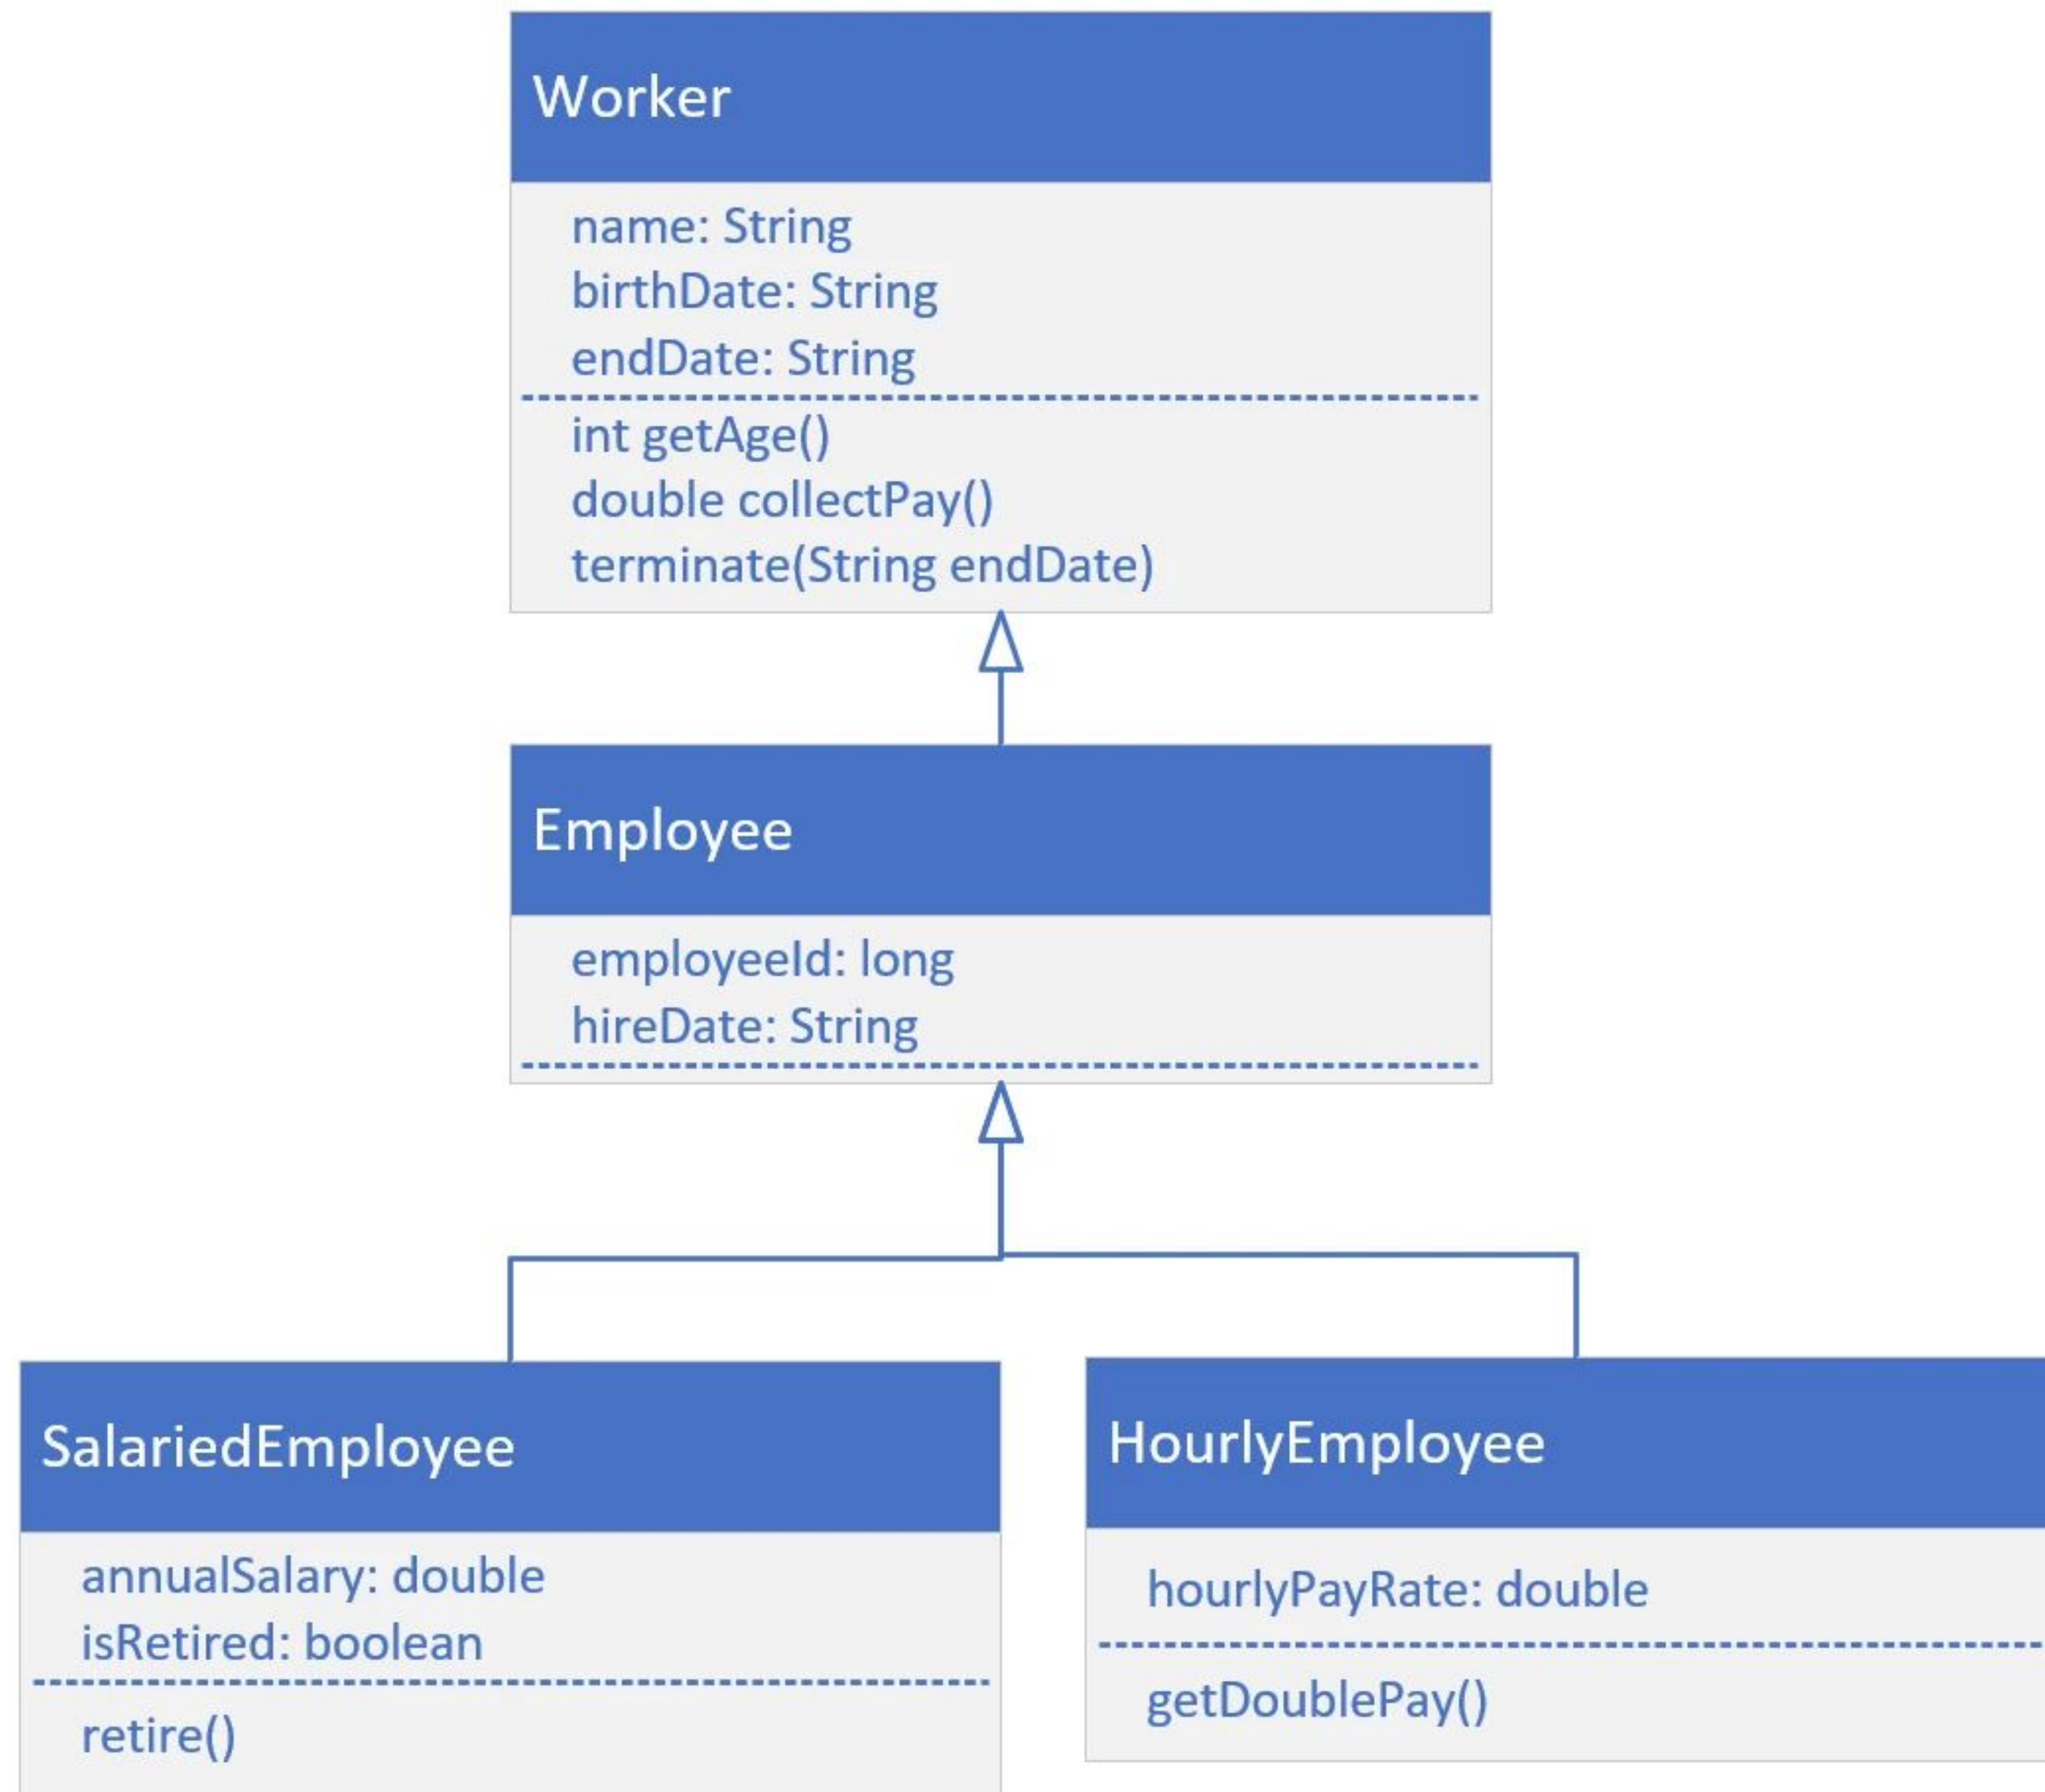 Worker
name: String
birthDate: String
endDate: String
int getAge()
double collectPay()
terminate(String endDate)
Employee
employeeId: long
hireDate: String
SalariedEmployee
annualSalary: double
isRetired: boolean
retire()
HourlyEmployee
hourlyPayRate: double
getDoublePay()